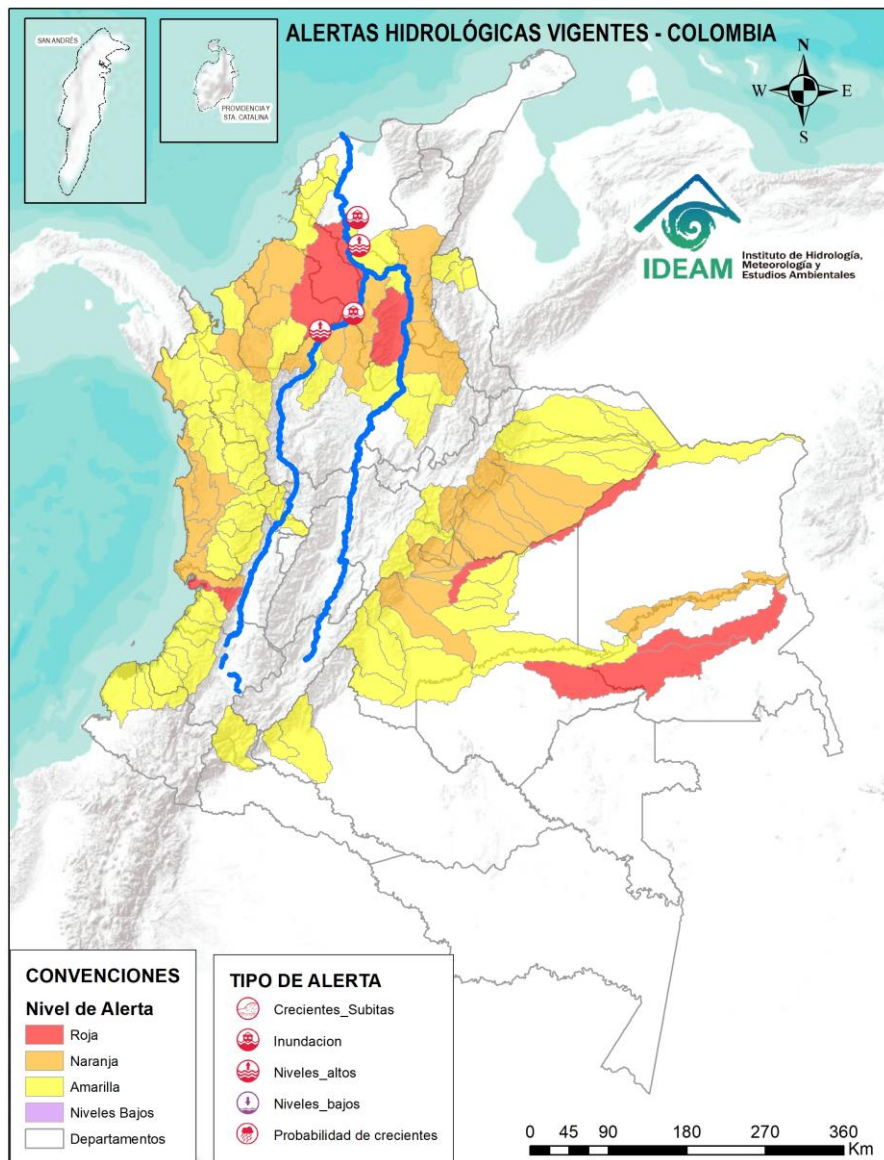 SAN ANDRÉS
PROVIDENCIA Y
STA. CATALINA
ALERTAS HIDROLÓGICAS VIGENTES - COLOMBIA
N
W
E
S
IDEAM
Instituto de Hidrología,
Meteorología y
Estudios Ambientales
CONVENCIONES
Nivel de Alerta
Roja
Naranja
Amarilla
Niveles Bajos
Departamentos
TIPO DE ALERTA
Crecientes_Subitas
Inundacion
Niveles_altos
Niveles_bajos
Probabilidad de crecientes
0 45 90 180 270 360
Km